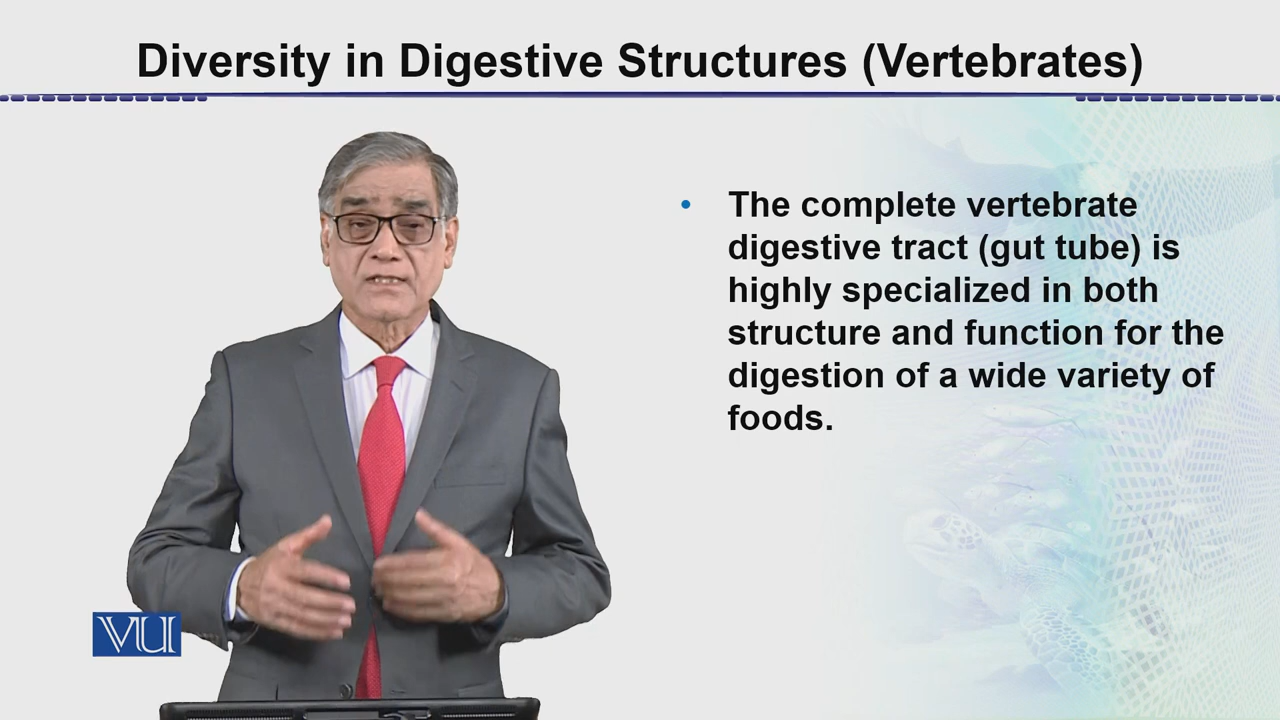 Diversity in Digestive Structures (Vertebrates)
• The complete vertebrate
digestive tract (gut tube) is
highly specialized in both
structure and function for the
digestion of a wide variety of
foods.
VU